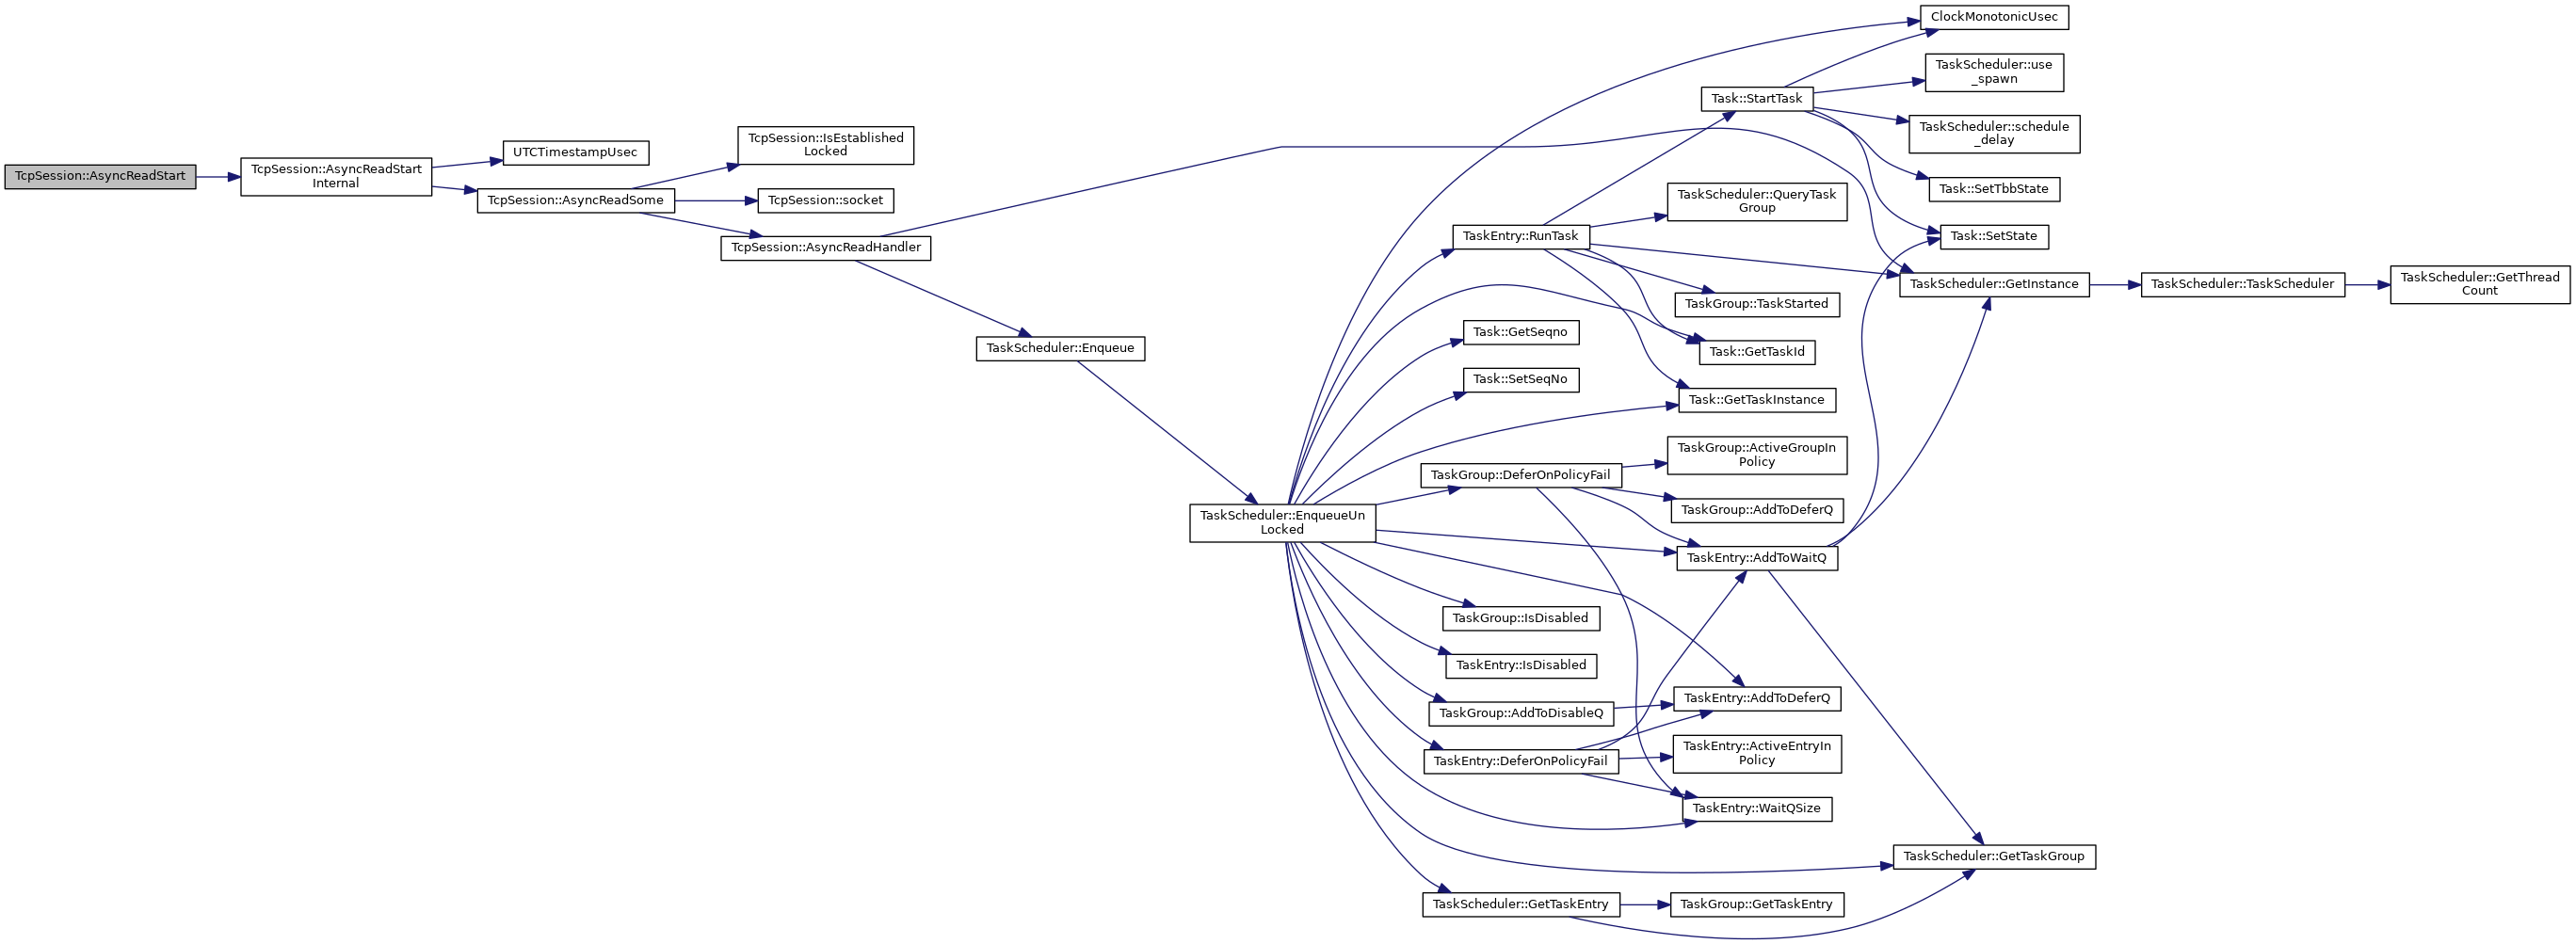 TcpSession::AsyncReadStart
TcpSession::AsyncReadStart
Internal
UTCTimestampUsec
TcpSession::AsyncReadSome
TcpSession::IsEstablished
Locked
TcpSession::socket
TcpSession::AsyncReadHandler
TaskScheduler::Enqueue
TaskScheduler::EnqueueUn
Locked
TaskEntry::RunTask
Task::GetSeqno
Task::SetSeqNo
TaskGroup::DeferOnPolicyFail
TaskGroup::IsDisabled
TaskEntry::IsDisabled
TaskGroup::AddToDisableQ
TaskEntry::DeferOnPolicyFail
TaskScheduler::GetTaskEntry
Task::StartTask
TaskScheduler::QueryTask
Group
TaskGroup::TaskStarted
Task::GetTaskId
Task::GetTaskInstance
TaskGroup::ActiveGroupIn
Policy
TaskGroup::AddToDeferQ
TaskEntry::AddToWaitQ
TaskEntry::AddToDeferQ
TaskEntry::ActiveEntryIn
Policy
TaskEntry::WaitQSize
TaskGroup::GetTaskEntry
ClockMonotonicUsec
TaskScheduler::use
_spawn
TaskScheduler::schedule
_delay
Task::SetTbbState
Task::SetState
TaskScheduler::GetInstance
TaskScheduler::GetTaskGroup
TaskScheduler::TaskScheduler
TaskScheduler::GetThread
Count